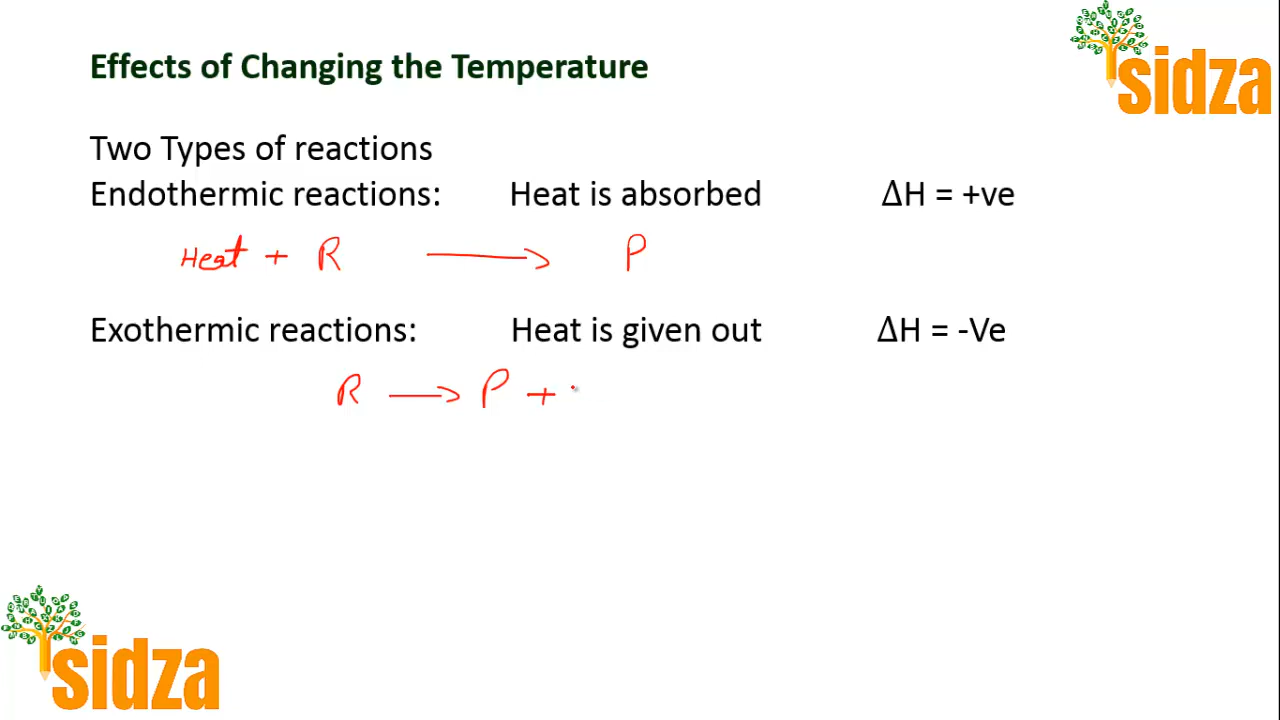 Effects of Changing the Temperature
sidza
Two Types of reactions
Endothermic reactions: Heat is absorbed ΔH = +ve
Heat + R → P
Exothermic reactions: Heat is given out ΔH = -Ve
R → P +
sidza